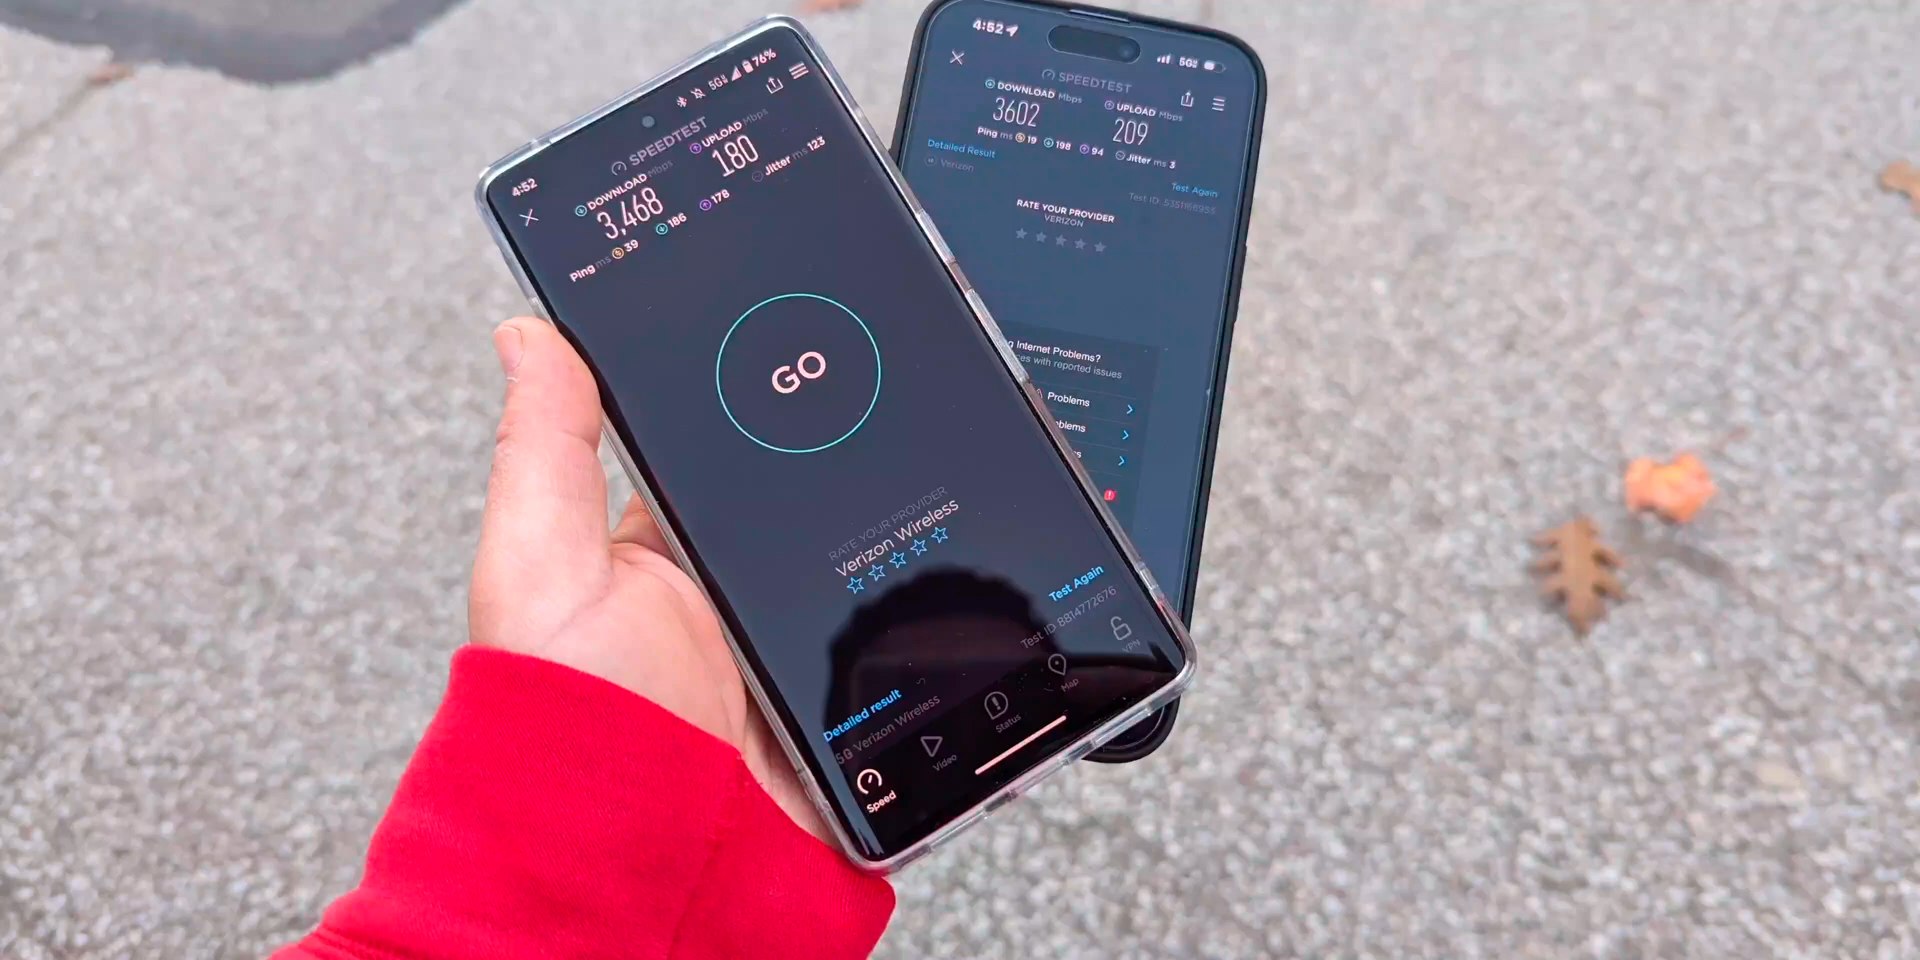 4:52
5G
76%
SPEEDTEST
DOWNLOAD Mbps
3,468
UPLOAD Mbps
180
Ping ms 39 186 178 Jitter ms 123
GO
RATE YOUR PROVIDER
Verizon Wireless
Test Again
Test ID 8814772676
Detailed result
5G Verizon Wireless
Speed
Video
Status
Map
VPN
4:52
5G
SPEEDTEST
DOWNLOAD Mbps
3602
UPLOAD Mbps
209
Ping ms 19 198 94 Jitter ms 3
Detailed Result
Verizon
Test Again
Test ID:
RATE YOUR PROVIDER
VERIZON
Internet Problems?
with reported issues
Problems